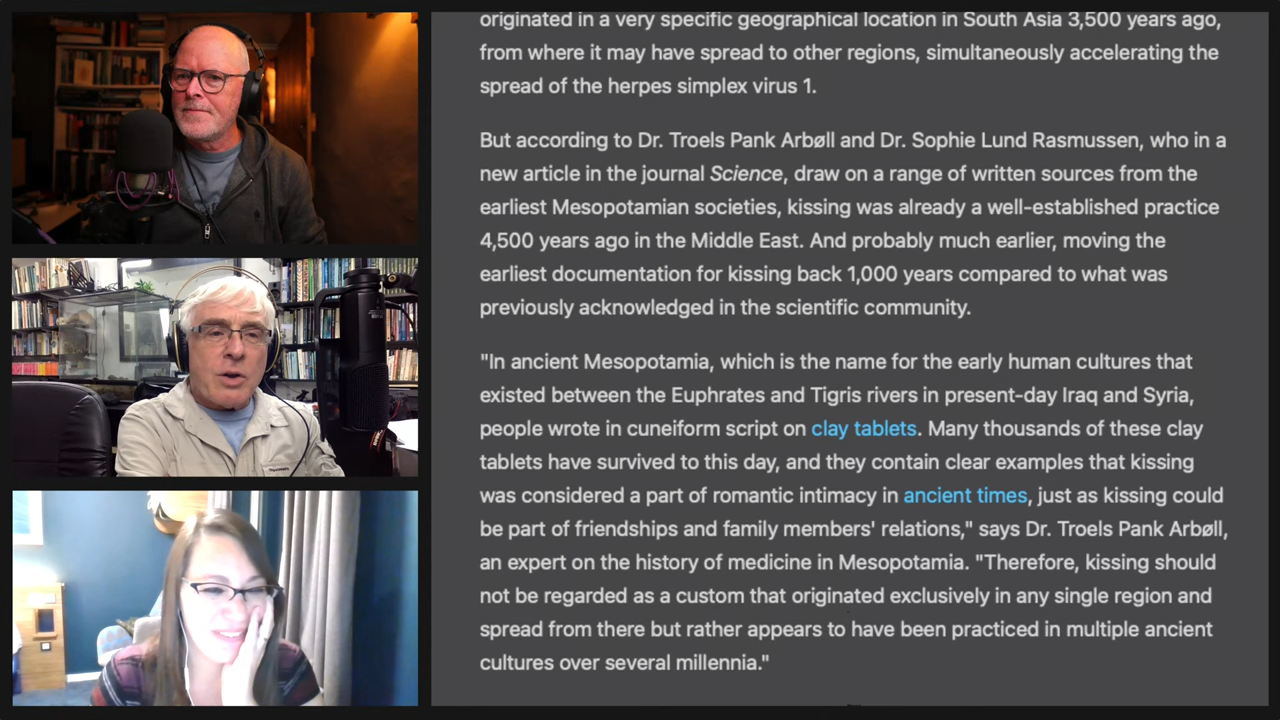 originated in a very specific geographical location in South Asia 3,500 years ago,
from where it may have spread to other regions, simultaneously accelerating the
spread of the herpes simplex virus 1.
But according to Dr. Troels Pank Arbøll and Dr. Sophie Lund Rasmussen, who in a
new article in the journal Science, draw on a range of written sources from the
earliest Mesopotamian societies, kissing was already a well-established practice
4,500 years ago in the Middle East. And probably much earlier, moving the
earliest documentation for kissing back 1,000 years compared to what was
previously acknowledged in the scientific community.
"In ancient Mesopotamia, which is the name for the early human cultures that
existed between the Euphrates and Tigris rivers in present-day Iraq and Syria,
people wrote in cuneiform script on clay tablets. Many thousands of these clay
tablets have survived to this day, and they contain clear examples that kissing
was considered a part of romantic intimacy in ancient times, just as kissing could
be part of friendships and family members' relations," says Dr. Troels Pank Arbøll,
an expert on the history of medicine in Mesopotamia. "Therefore, kissing should
not be regarded as a custom that originated exclusively in any single region and
spread from there but rather appears to have been practiced in multiple ancient
cultures over several millennia."